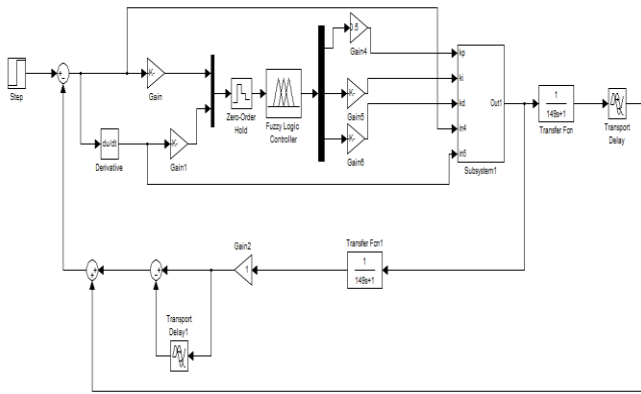 Step
+
-
K-
Gain
du/dt
Derivative
K-
Gain1
Zero-Order
Hold
Fuzzy Logic
Controller
0.5
Gain4
K-
Gain5
K-
Gain6
kp
ki
kd
in4
in5
Out1
Subsystem1
1
149s+1
Transfer Fcn
Transport
Delay
Gain2
1
Transfer Fcn1
1
149s+1
+
+
-
+
Transport
Delay1